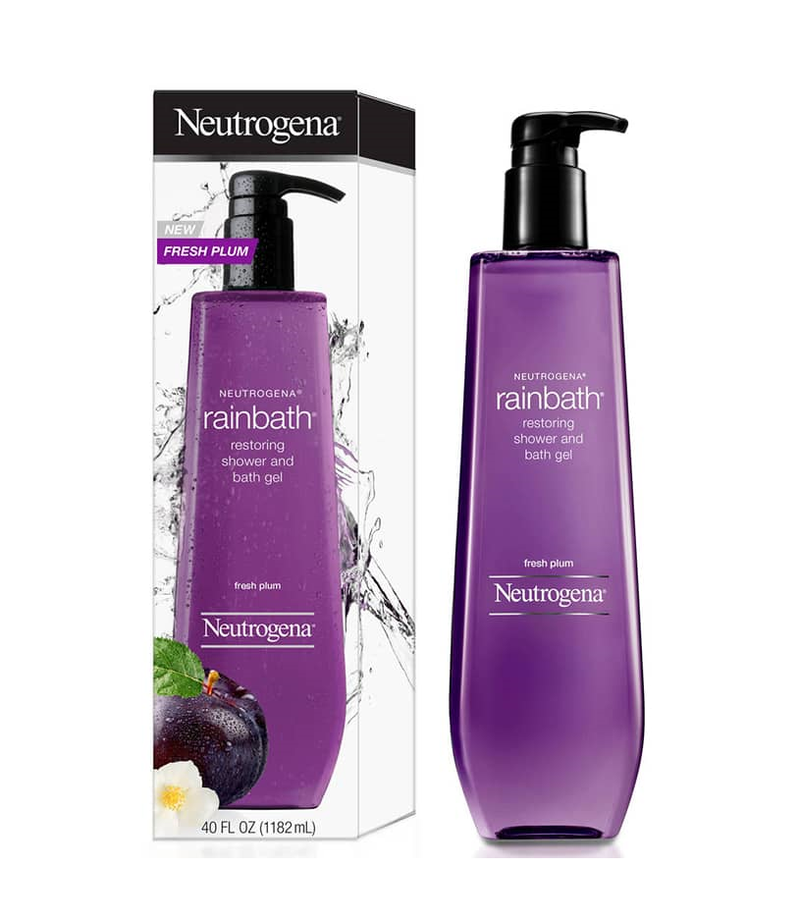 Neutrogena®
NEW
FRESH PLUM
NEUTROGENA®
rainbath®
restoring
shower and
bath gel
fresh plum
Neutrogena®
40 FL OZ (1182 mL)
NEUTROGENA®
rainbath®
restoring
shower and
bath gel
fresh plum
Neutrogena®